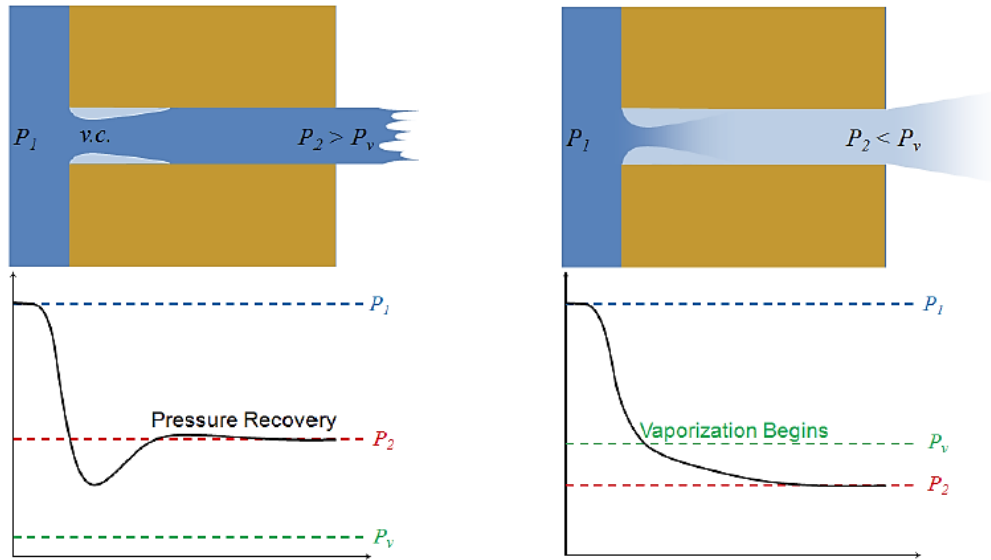 P1
v.c.
P2 > Pv
P1
P2 < Pv
P1
Pressure Recovery
P2
Pv
P1
Vaporization Begins
Pv
P2